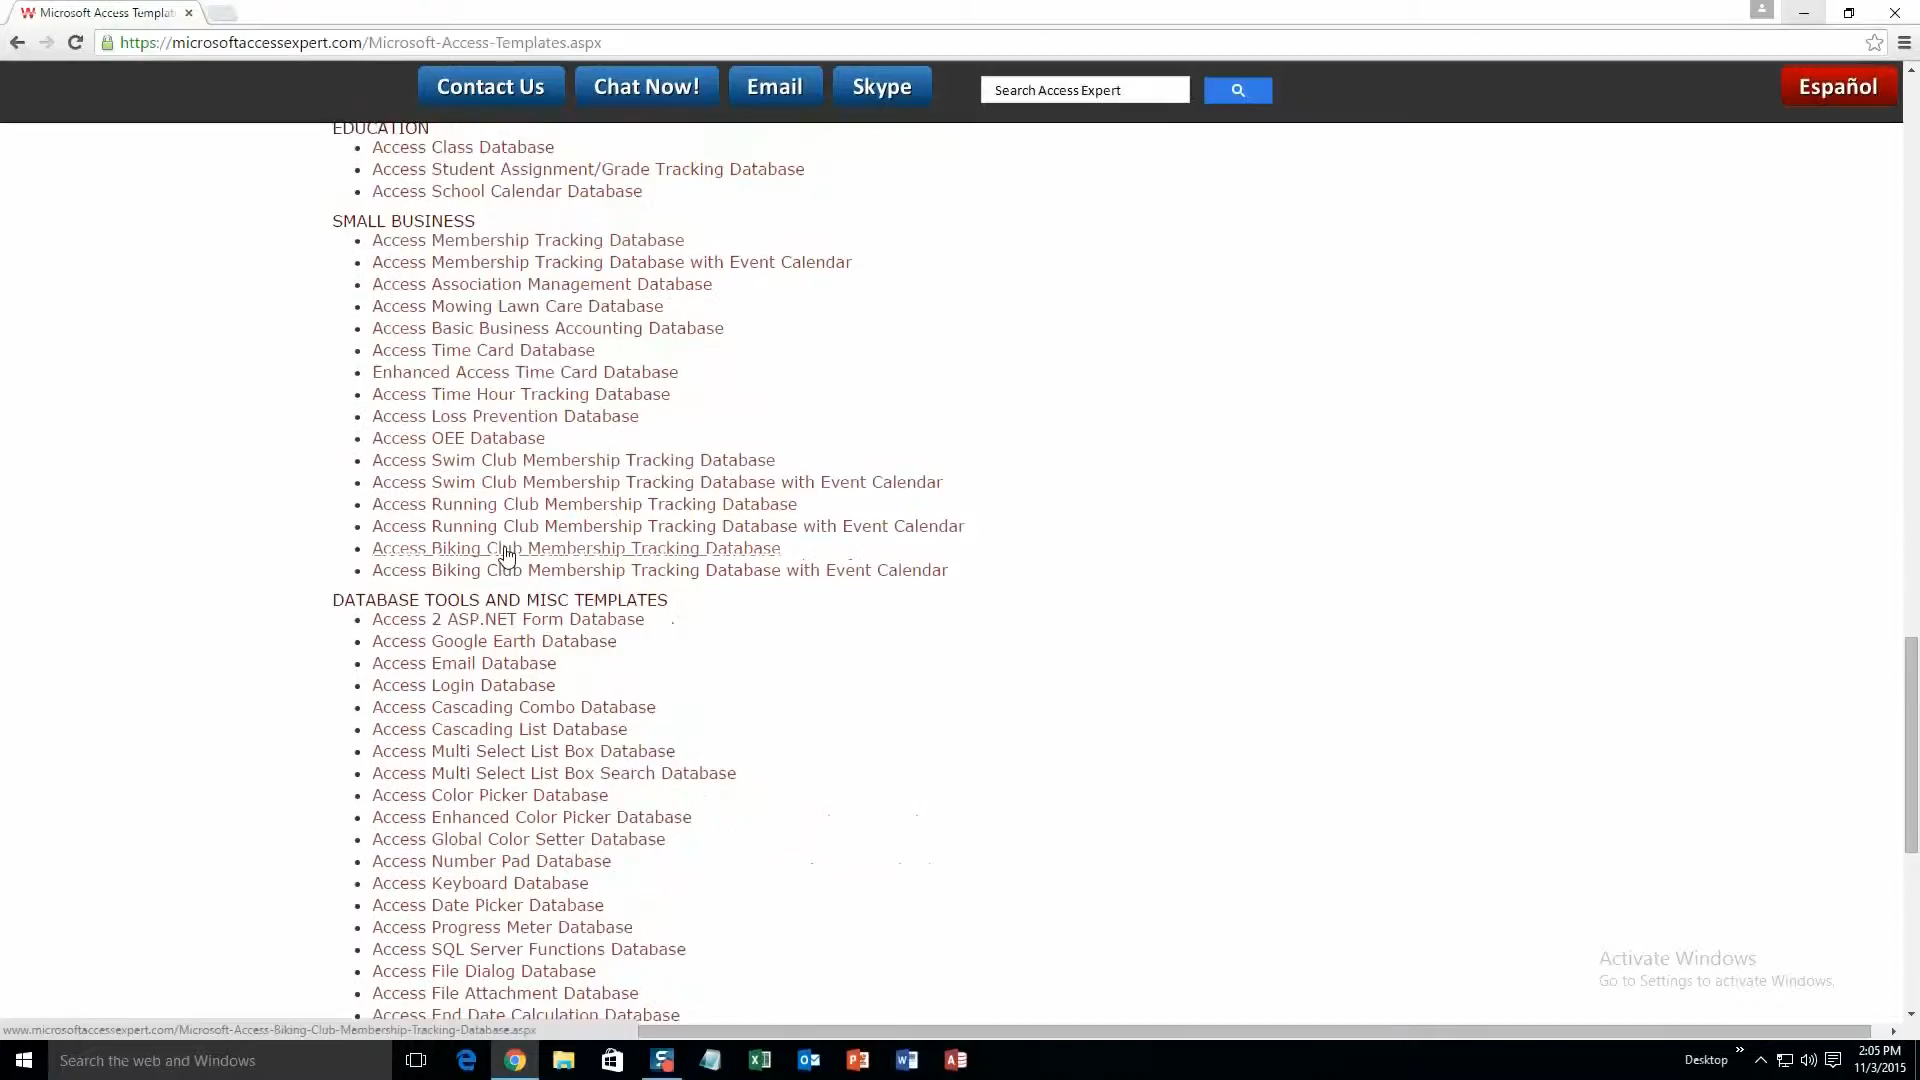 Microsoft Access Templat
https://microsoftaccessexpert.com/Microsoft-Access-Templates.aspx
Contact Us
Chat Now!
Email
Skype
Search Access Expert
Español
EDUCATION
Access Class Database
Access Student Assignment/Grade Tracking Database
Access School Calendar Database
SMALL BUSINESS
Access Membership Tracking Database
Access Membership Tracking Database with Event Calendar
Access Association Management Database
Access Mowing Lawn Care Database
Access Basic Business Accounting Database
Access Time Card Database
Enhanced Access Time Card Database
Access Time Hour Tracking Database
Access Loss Prevention Database
Access OEE Database
Access Swim Club Membership Tracking Database
Access Swim Club Membership Tracking Database with Event Calendar
Access Running Club Membership Tracking Database
Access Running Club Membership Tracking Database with Event Calendar
Access Biking Club Membership Tracking Database
Access Biking Club Membership Tracking Database with Event Calendar
DATABASE TOOLS AND MISC TEMPLATES
Access 2 ASP.NET Form Database
Access Google Earth Database
Access Email Database
Access Login Database
Access Cascading Combo Database
Access Cascading List Database
Access Multi Select List Box Database
Access Multi Select List Box Search Database
Access Color Picker Database
Access Enhanced Color Picker Database
Access Global Color Setter Database
Access Number Pad Database
Access Keyboard Database
Access Date Picker Database
Access Progress Meter Database
Access SQL Server Functions Database
Access File Dialog Database
Access File Attachment Database
Access End Date Calculation Database
Activate Windows
Go to Settings to activate Windows.
www.microsoftaccessexpert.com/Microsoft-Access-Biking-Club-Membership-Tracking-Database.aspx
Search the web and Windows
Desktop
2:05 PM
11/3/2015